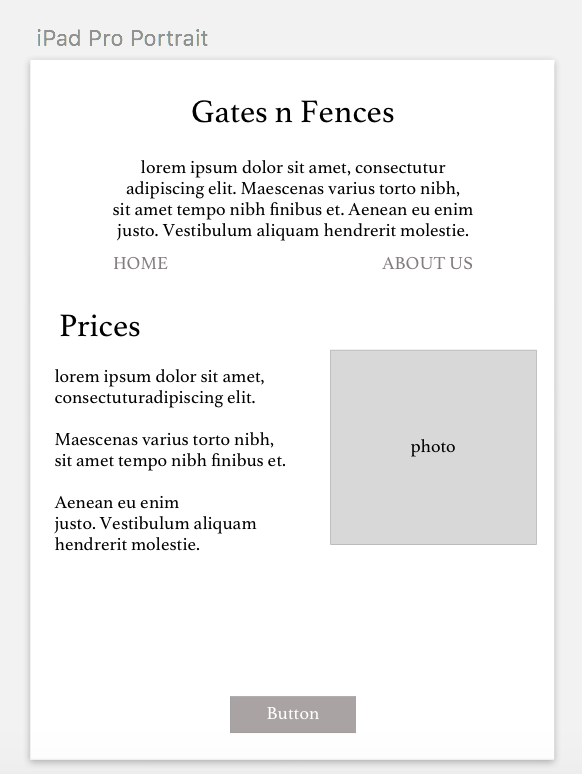 iPad Pro Portrait
Gates n Fences
lorem ipsum dolor sit amet, consectutur
adipiscing elit. Maescenas varius torto nibh,
sit amet tempo nibh finibus et. Aenean eu enim
justo. Vestibulum aliquam hendrerit molestie.
HOME ABOUT US
Prices
lorem ipsum dolor sit amet,
consectuturadipiscing elit.
Maescenas varius torto nibh,
sit amet tempo nibh finibus et.
Aenean eu enim
justo. Vestibulum aliquam
hendrerit molestie.
photo
Button